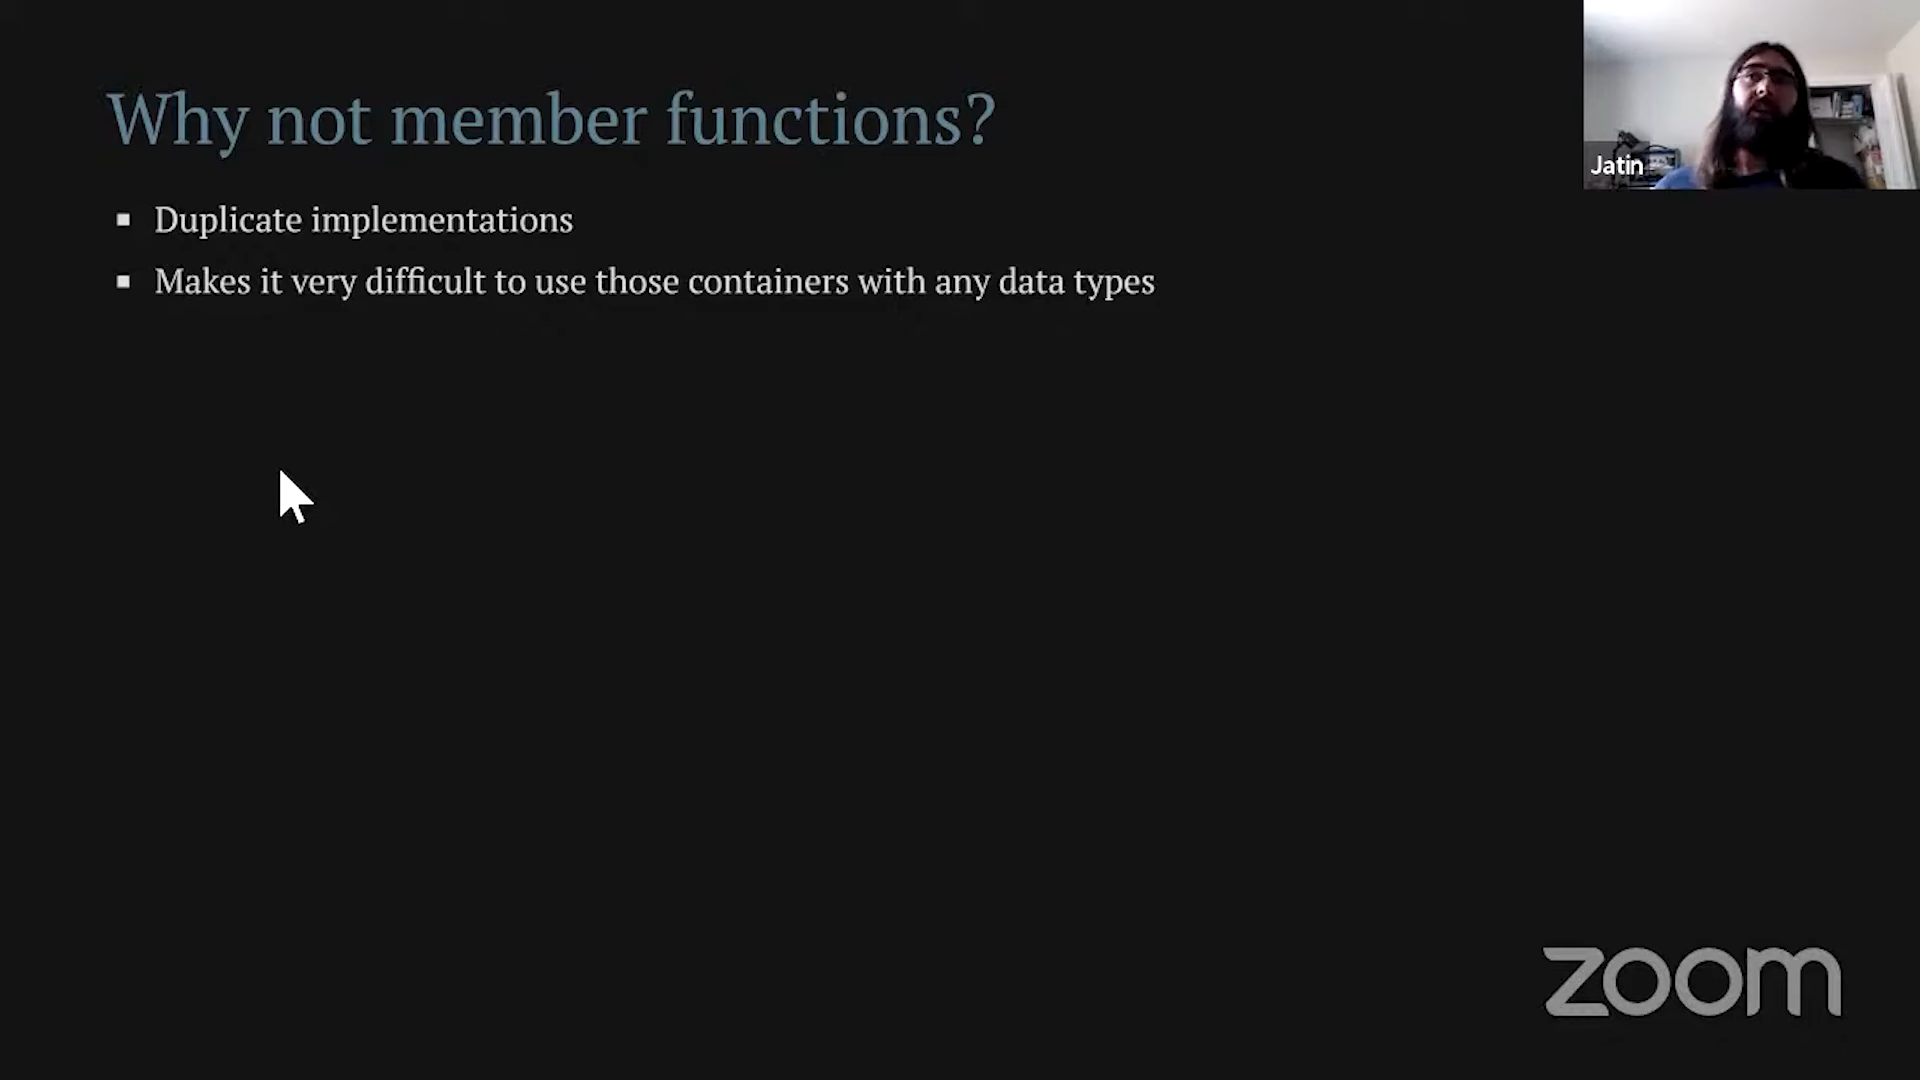 Why not member functions?
Duplicate implementations
Makes it very difficult to use those containers with any data types
Jatin
zoom